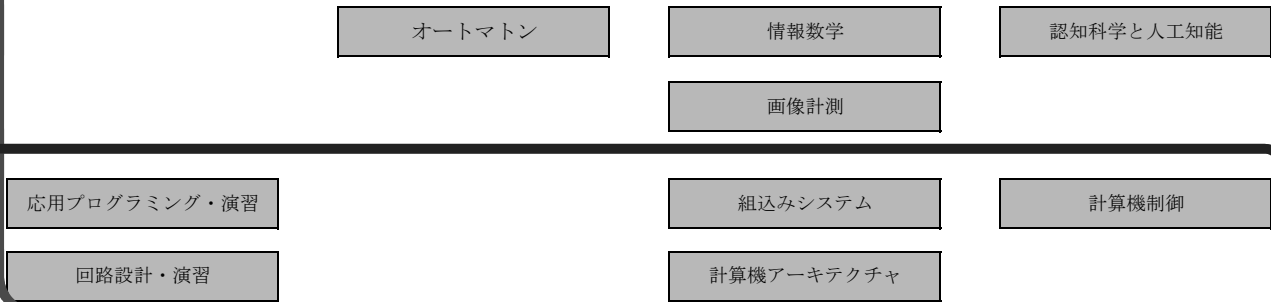 オートマトン
情報数学
認知科学と人工知能
画像計測
応用プログラミング・演習
組込みシステム
計算機制御
回路設計・演習
計算機アーキテクチャ